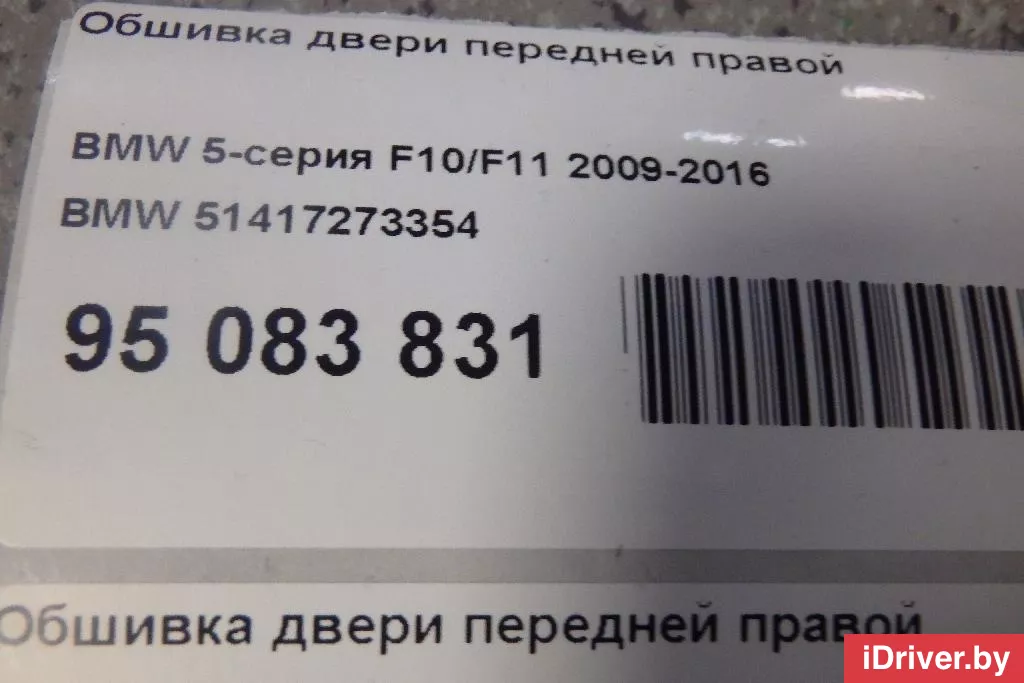 Обшивка двери передней правой
BMW 5-серия F10/F11 2009-2016
BMW 51417273354
95 083 831
Обшивка двери передней правой
iDriver.by